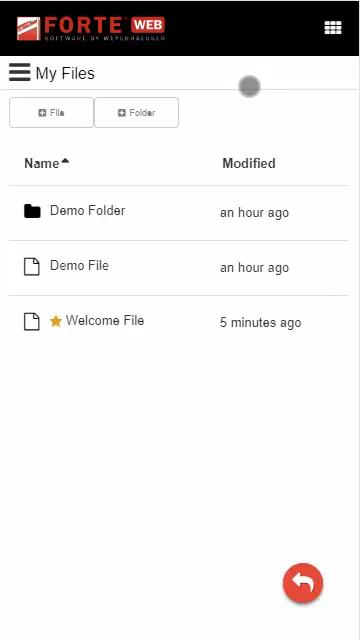 FORTE WEB
SOFTWARE BY WEYERHAEUSER
My Files
File
Folder
Name
Modified
Demo Folder
an hour ago
Demo File
an hour ago
Welcome File
5 minutes ago